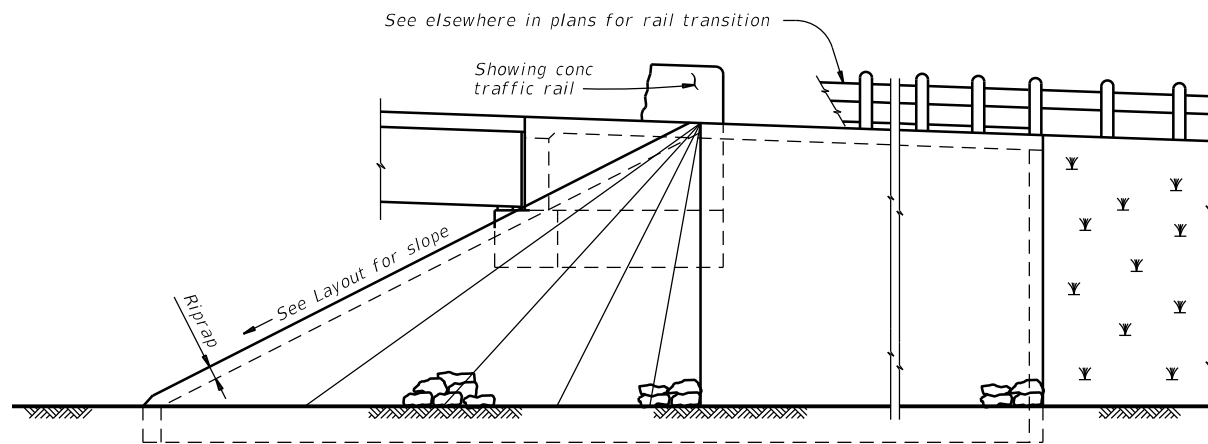 See elsewhere in plans for rail transition
Showing conc
traffic rail
See Layout for slope
Riprap